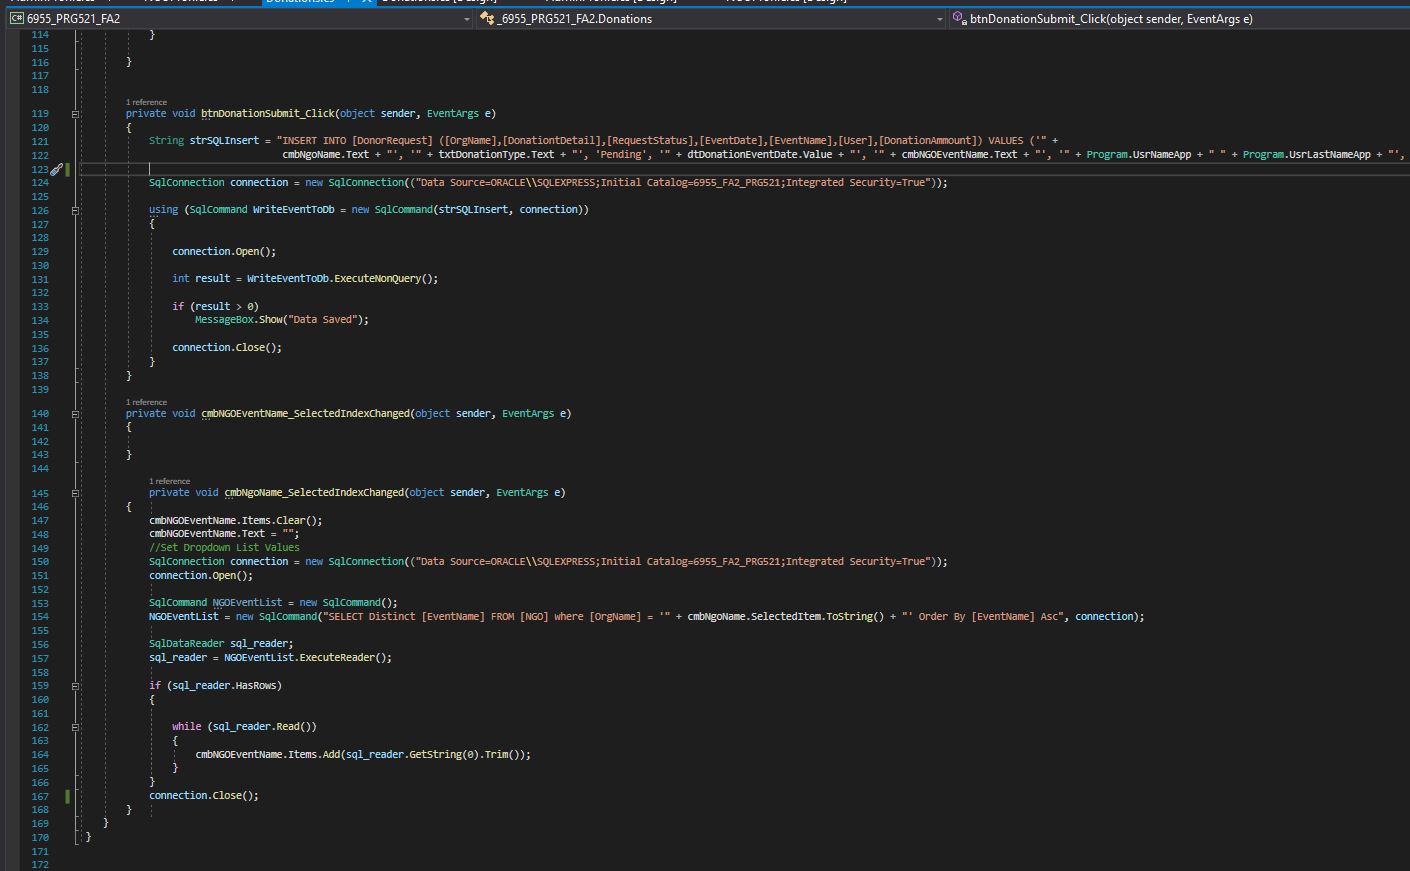 Donations.cs
6955_PRG521_FA2 _6955_PRG521_FA2.Donations btnDonationSubmit_Click(object sender, EventArgs e)
114 }
115
116 }
117
118
1 reference
119 private void btnDonationSubmit_Click(object sender, EventArgs e)
120 {
121 String strSQLInsert = "INSERT INTO [DonorRequest] ([OrgName],[DonationtDetail],[RequestStatus],[EventDate],[EventName],[User],[DonationAmmount]) VALUES ('" +
122 cmbNgoName.Text + "', '" + txtDonationType.Text + "', 'Pending', '" + dtDonationEventDate.Value + "', '" + cmbNGOEventName.Text + "', '" + Program.UsrNameApp + " " + Program.UsrLastNameApp + "',
123
124 SqlConnection connection = new SqlConnection(("Data Source=ORACLE\\SQLEXPRESS;Initial Catalog=6955_FA2_PRG521;Integrated Security=True"));
125
126 using (SqlCommand WriteEventToDb = new SqlCommand(strSQLInsert, connection))
127 {
128
129 connection.Open();
130
131 int result = WriteEventToDb.ExecuteNonQuery();
132
133 if (result > 0)
134 MessageBox.Show("Data Saved");
135
136 connection.Close();
137 }
138 }
139
1 reference
140 private void cmbNGOEventName_SelectedIndexChanged(object sender, EventArgs e)
141 {
142
143 }
144
1 reference
145 private void cmbNgoName_SelectedIndexChanged(object sender, EventArgs e)
146 {
147 cmbNGOEventName.Items.Clear();
148 cmbNGOEventName.Text = "";
149 //Set Dropdown List Values
150 SqlConnection connection = new SqlConnection(("Data Source=ORACLE\\SQLEXPRESS;Initial Catalog=6955_FA2_PRG521;Integrated Security=True"));
151 connection.Open();
152
153 SqlCommand NGOEventList = new SqlCommand();
154 NGOEventList = new SqlCommand("SELECT Distinct [EventName] FROM [NGO] where [OrgName] = '" + cmbNgoName.SelectedItem.ToString() + "' Order By [EventName] Asc", connection);
155
156 SqlDataReader sql_reader;
157 sql_reader = NGOEventList.ExecuteReader();
158
159 if (sql_reader.HasRows)
160 {
161
162 while (sql_reader.Read())
163 {
164 cmbNGOEventName.Items.Add(sql_reader.GetString(0).Trim());
165 }
166 }
167 connection.Close();
168 }
169 }
170 }
171
172